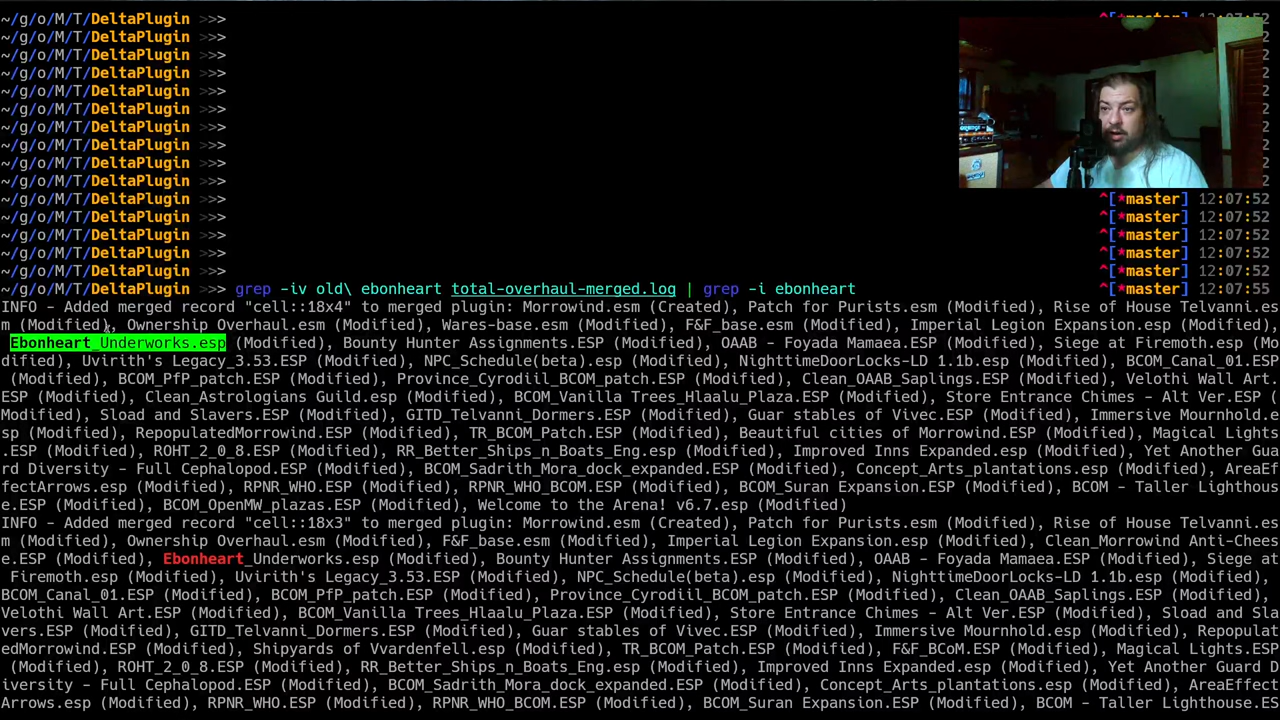 ~/g/o/M/T/DeltaPlugin >>> ^[*master] 12:07:52
~/g/o/M/T/DeltaPlugin >>> 2
~/g/o/M/T/DeltaPlugin >>> 2
~/g/o/M/T/DeltaPlugin >>> 2
~/g/o/M/T/DeltaPlugin >>> 2
~/g/o/M/T/DeltaPlugin >>> 2
~/g/o/M/T/DeltaPlugin >>> 2
~/g/o/M/T/DeltaPlugin >>> 2
~/g/o/M/T/DeltaPlugin >>> 2
~/g/o/M/T/DeltaPlugin >>> 2
~/g/o/M/T/DeltaPlugin >>> ^[*master] 12:07:52
~/g/o/M/T/DeltaPlugin >>> ^[*master] 12:07:52
~/g/o/M/T/DeltaPlugin >>> ^[*master] 12:07:52
~/g/o/M/T/DeltaPlugin >>> ^[*master] 12:07:52
~/g/o/M/T/DeltaPlugin >>> ^[*master] 12:07:52
~/g/o/M/T/DeltaPlugin >>> grep -iv old\ ebonheart total-overhaul-merged.log | grep -i ebonheart ^[*master] 12:07:55
INFO - Added merged record "cell::18x4" to merged plugin: Morrowind.esm (Created), Patch for Purists.esm (Modified), Rise of House Telvanni.es
m (Modified), Ownership Overhaul.esm (Modified), Wares-base.esm (Modified), F&F_base.esm (Modified), Imperial Legion Expansion.esp (Modified),
Ebonheart_Underworks.esp (Modified), Bounty Hunter Assignments.ESP (Modified), OAAB - Foyada Mamaea.ESP (Modified), Siege at Firemoth.esp (Mo
dified), Uvirith's Legacy_3.53.ESP (Modified), NPC_Schedule(beta).esp (Modified), NighttimeDoorLocks-LD 1.1b.esp (Modified), BCOM_Canal_01.ESP
(Modified), BCOM_PfP_patch.ESP (Modified), Province_Cyrodiil_BCOM_patch.ESP (Modified), Clean_OAAB_Saplings.ESP (Modified), Velothi Wall Art.
ESP (Modified), Clean_Astrologians Guild.esp (Modified), BCOM_Vanilla Trees_Hlaalu_Plaza.ESP (Modified), Store Entrance Chimes - Alt Ver.ESP (
Modified), Sload and Slavers.ESP (Modified), GITD_Telvanni_Dormers.ESP (Modified), Guar stables of Vivec.ESP (Modified), Immersive Mournhold.e
sp (Modified), RepopulatedMorrowind.ESP (Modified), TR_BCOM_Patch.ESP (Modified), Beautiful cities of Morrowind.ESP (Modified), Magical Lights
.ESP (Modified), ROHT_2_0_8.ESP (Modified), RR_Better_Ships_n_Boats_Eng.esp (Modified), Improved Inns Expanded.esp (Modified), Yet Another Gua
rd Diversity - Full Cephalopod.ESP (Modified), BCOM_Sadrith_Mora_dock_expanded.ESP (Modified), Concept_Arts_plantations.esp (Modified), AreaEf
fectArrows.esp (Modified), RPNR_WHO.ESP (Modified), RPNR_WHO_BCOM.ESP (Modified), BCOM_Suran Expansion.ESP (Modified), BCOM - Taller Lighthous
e.ESP (Modified), BCOM_OpenMW_plazas.ESP (Modified), Welcome to the Arena! v6.7.esp (Modified)
INFO - Added merged record "cell::18x3" to merged plugin: Morrowind.esm (Created), Patch for Purists.esm (Modified), Rise of House Telvanni.es
m (Modified), Ownership Overhaul.esm (Modified), F&F_base.esm (Modified), Imperial Legion Expansion.esp (Modified), Clean_Morrowind Anti-Chees
e.ESP (Modified), Ebonheart_Underworks.esp (Modified), Bounty Hunter Assignments.ESP (Modified), OAAB - Foyada Mamaea.ESP (Modified), Siege at
Firemoth.esp (Modified), Uvirith's Legacy_3.53.ESP (Modified), NPC_Schedule(beta).esp (Modified), NighttimeDoorLocks-LD 1.1b.esp (Modified),
BCOM_Canal_01.ESP (Modified), BCOM_PfP_patch.ESP (Modified), Province_Cyrodiil_BCOM_patch.ESP (Modified), Clean_OAAB_Saplings.ESP (Modified),
Velothi Wall Art.ESP (Modified), BCOM_Vanilla Trees_Hlaalu_Plaza.ESP (Modified), Store Entrance Chimes - Alt Ver.ESP (Modified), Sload and Sla
vers.ESP (Modified), GITD_Telvanni_Dormers.ESP (Modified), Guar stables of Vivec.ESP (Modified), Immersive Mournhold.esp (Modified), Repopulat
edMorrowind.ESP (Modified), Shipyards of Vvardenfell.esp (Modified), TR_BCOM_Patch.ESP (Modified), F&F_BCoM.ESP (Modified), Magical Lights.ESP
(Modified), ROHT_2_0_8.ESP (Modified), RR_Better_Ships_n_Boats_Eng.esp (Modified), Improved Inns Expanded.esp (Modified), Yet Another Guard D
iversity - Full Cephalopod.ESP (Modified), BCOM_Sadrith_Mora_dock_expanded.ESP (Modified), Concept_Arts_plantations.esp (Modified), AreaEffect
Arrows.esp (Modified), RPNR_WHO.ESP (Modified), RPNR_WHO_BCOM.ESP (Modified), BCOM_Suran Expansion.ESP (Modified), BCOM - Taller Lighthouse.ES